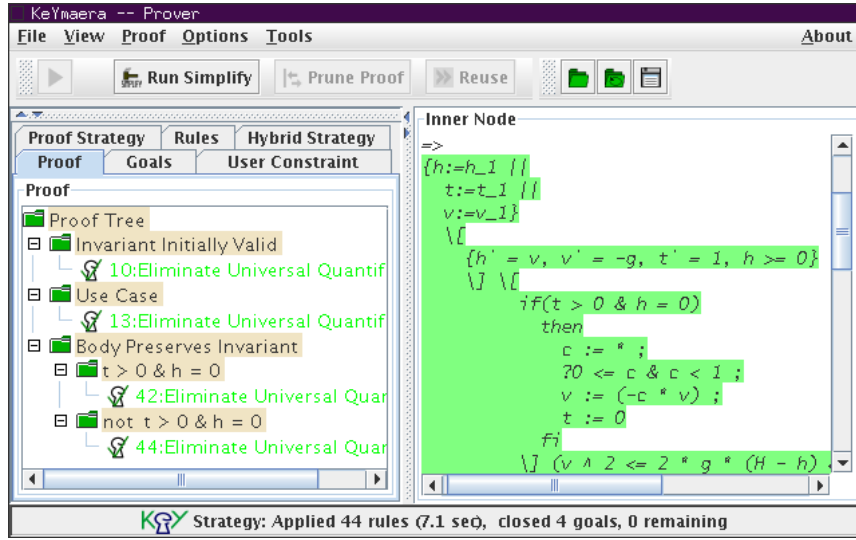 KeYmaera -- Prover
File View Proof Options Tools About
Run Simplify Prune Proof Reuse
Proof Strategy Rules Hybrid Strategy
Proof Goals User Constraint
Proof
Proof Tree
Invariant Initially Valid
10:Eliminate Universal Quantif
Use Case
13:Eliminate Universal Quantif
Body Preserves Invariant
t > 0 & h = 0
42:Eliminate Universal Quar
not t > 0 & h = 0
44:Eliminate Universal Quar
Inner Node
=>
{h:=h_1 ||
t:=t_1 ||
v:=v_1}
\[
{h` = v, v` = -g, t` = 1, h >= 0}
\] \[
if(t > 0 & h = 0)
then
c := * ;
?0 <= c & c < 1 ;
v := (-c * v) ;
t := 0
fi
\] (v ^ 2 <= 2 * g * (H - h)
KeY Strategy: Applied 44 rules (7.1 sec), closed 4 goals, 0 remaining